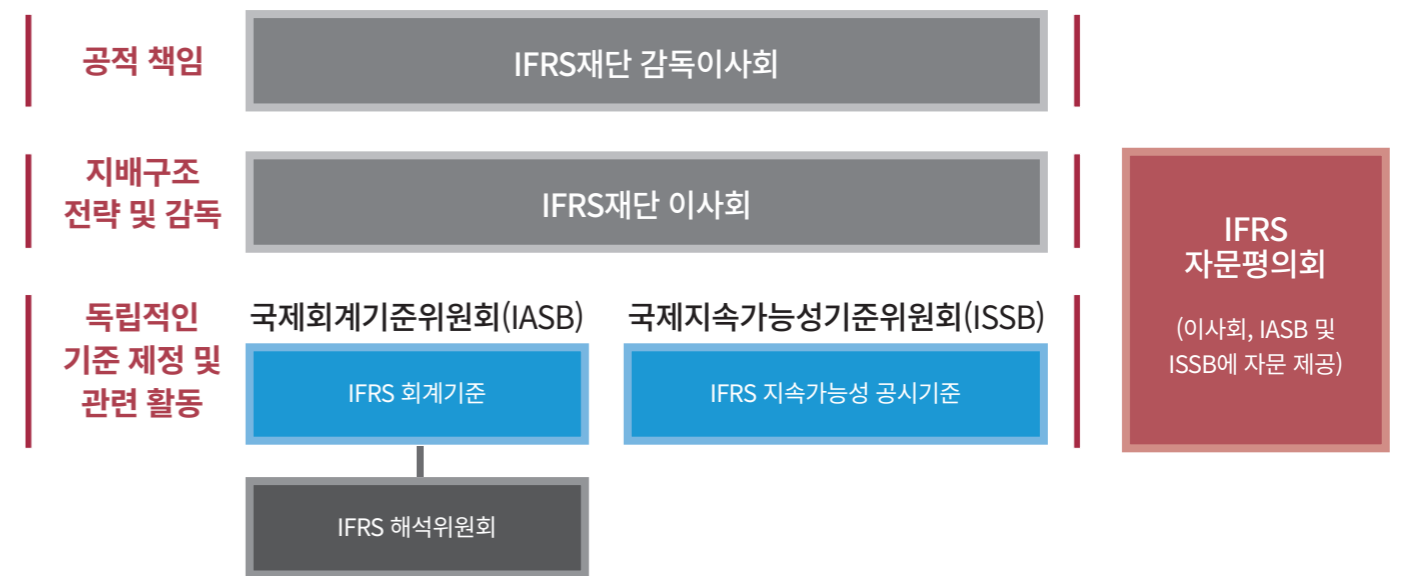 공적 책임
IFRS재단 감독이사회
지배구조
전략 및 감독
IFRS재단 이사회
독립적인
기준 제정 및
관련 활동
국제회계기준위원회(IASB)
IFRS 회계기준
국제지속가능성기준위원회(ISSB)
IFRS 지속가능성 공시기준
IFRS 해석위원회
IFRS
자문평의회
(이사회, IASB 및
ISSB에 자문 제공)